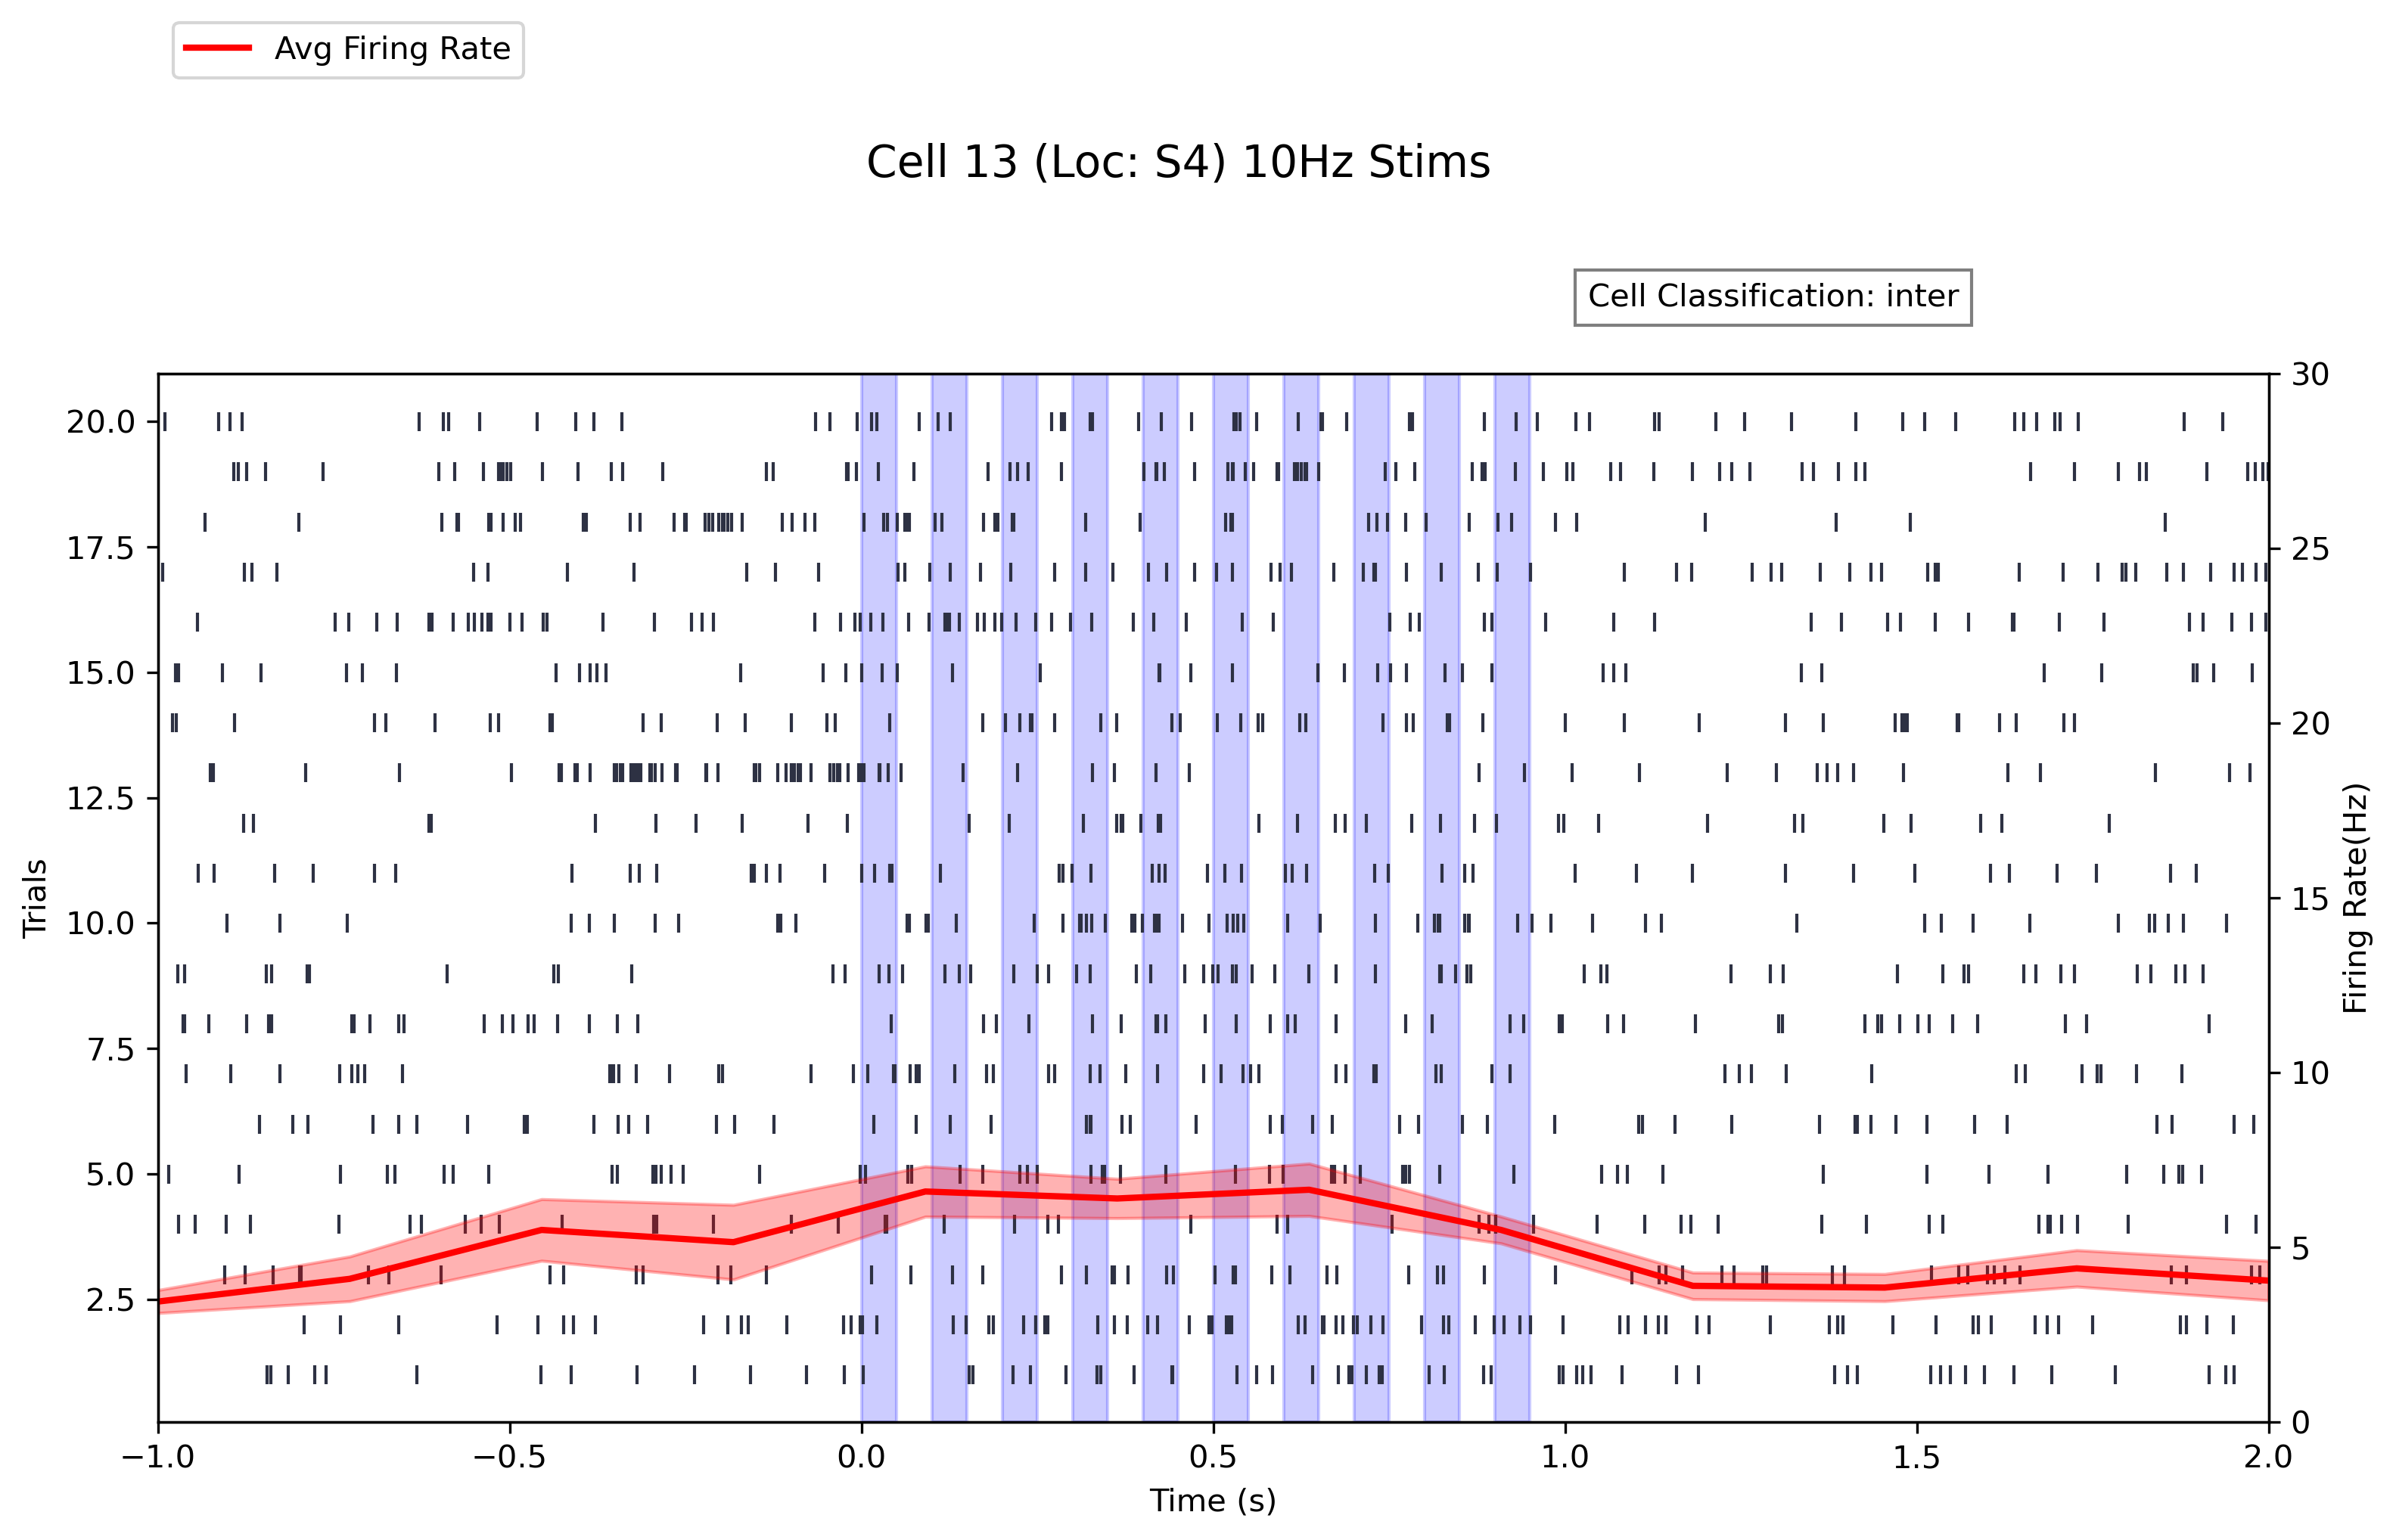 Avg Firing Rate
Cell 13 (Loc: S4) 10Hz Stims
Cell Classification: inter
20.0
17.5
15.0
12.5
10.0
7.5
5.0
2.5
Trials
30
25
20
15
10
5
0
Firing Rate(Hz)
−1.0 −0.5 0.0 0.5 1.0 1.5 2.0
Time (s)